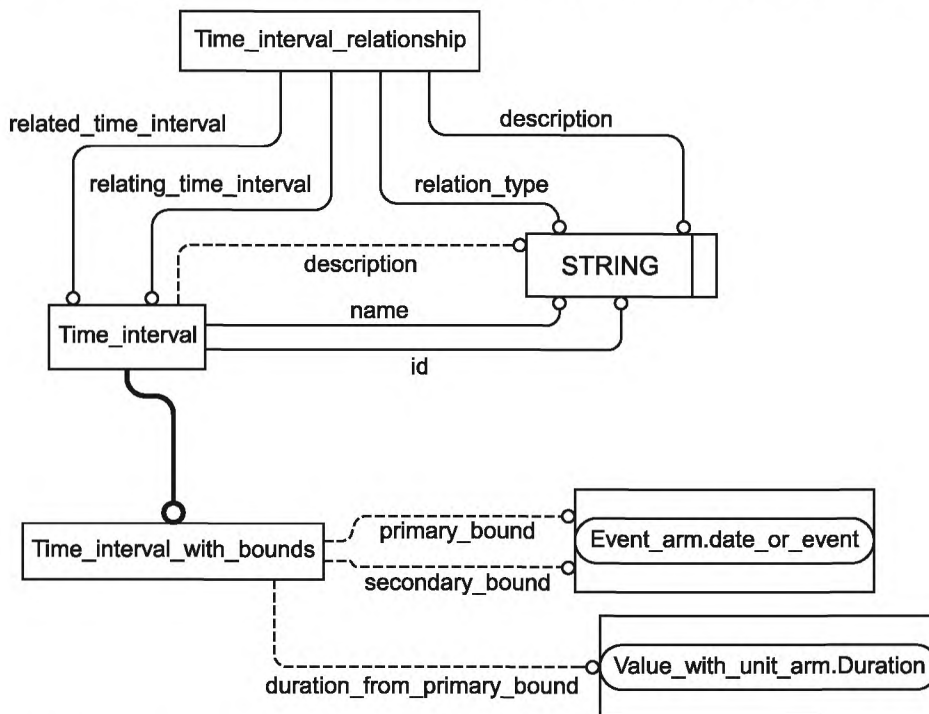 Time_interval_relationship
related_time_interval
description
relating_time_interval
relation_type
STRING
description
name
Time_interval
id
primary_bound
Event_arm.date_or_event
Time_interval_with_bounds
secondary_bound
Value_with_unit_arm.Duration
duration_from_primary_bound